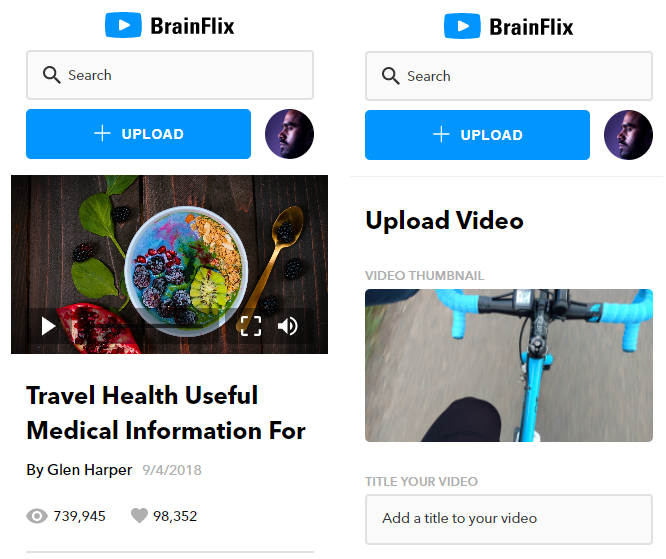 BrainFlix
Search
UPLOAD
Travel Health Useful
Medical Information For
By Glen Harper 9/4/2018
739,945 98,352
BrainFlix
Search
UPLOAD
Upload Video
VIDEO THUMBNAIL
TITLE YOUR VIDEO
Add a title to your video